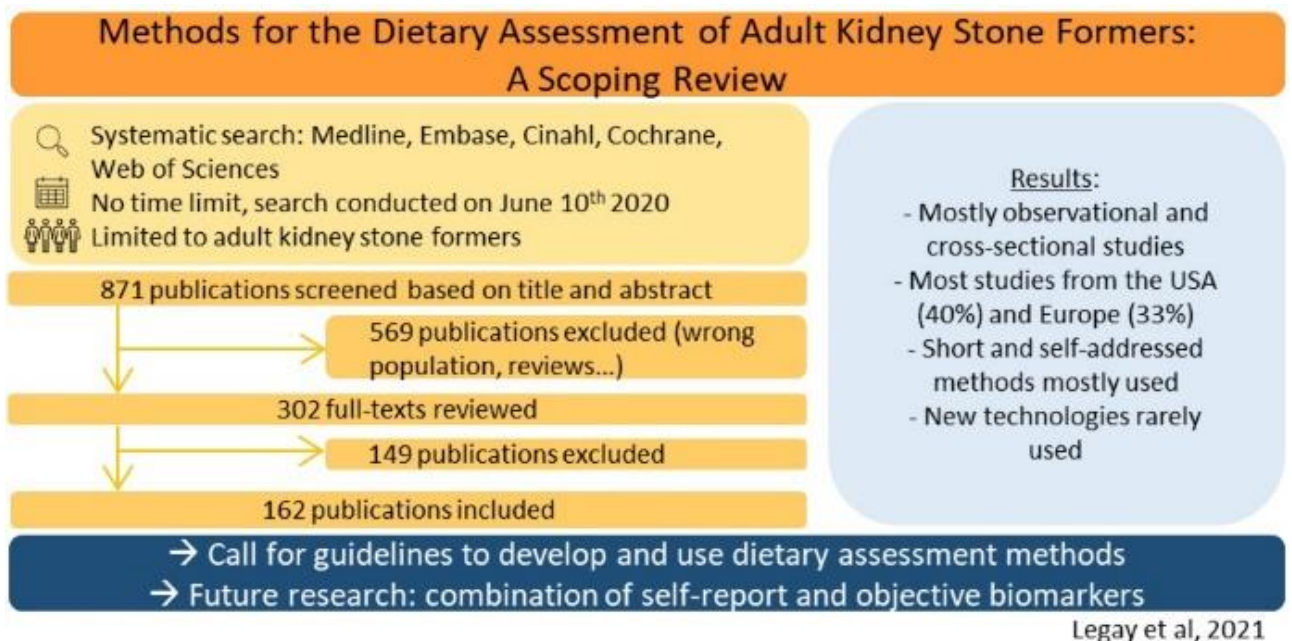 Methods for the Dietary Assessment of Adult Kidney Stone Formers:
A Scoping Review
Systematic search: Medline, Embase, Cinahl, Cochrane,
Web of Sciences
No time limit, search conducted on June 10th 2020
Limited to adult kidney stone formers
871 publications screened based on title and abstract
569 publications excluded (wrong
population, reviews...)
302 full-texts reviewed
149 publications excluded
162 publications included
Results:
- Mostly observational and
cross-sectional studies
- Most studies from the USA
(40%) and Europe (33%)
- Short and self-addressed
methods mostly used
- New technologies rarely
used
→ Call for guidelines to develop and use dietary assessment methods
→ Future research: combination of self-report and objective biomarkers
Legay et al, 2021